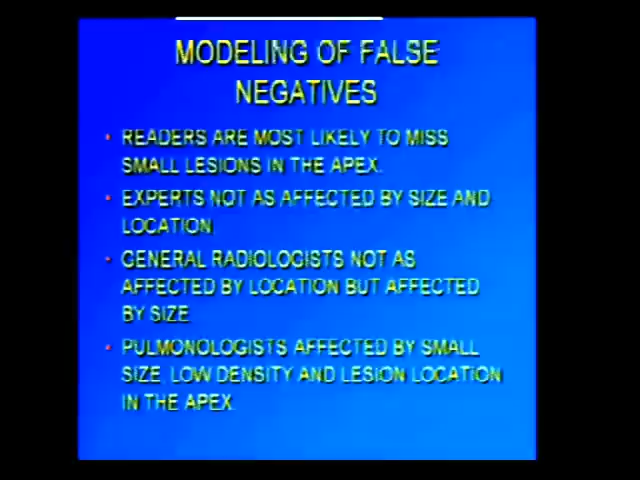 MODELING OF FALSE
NEGATIVES
• READERS ARE MOST LIKELY TO MISS
SMALL LESIONS IN THE APEX.
• EXPERTS NOT AS AFFECTED BY SIZE AND
LOCATION
• GENERAL RADIOLOGISTS NOT AS
AFFECTED BY LOCATION BUT AFFECTED
BY SIZE
• PULMONOLOGISTS AFFECTED BY SMALL
SIZE, LOW DENSITY AND LESION LOCATION
IN THE APEX.